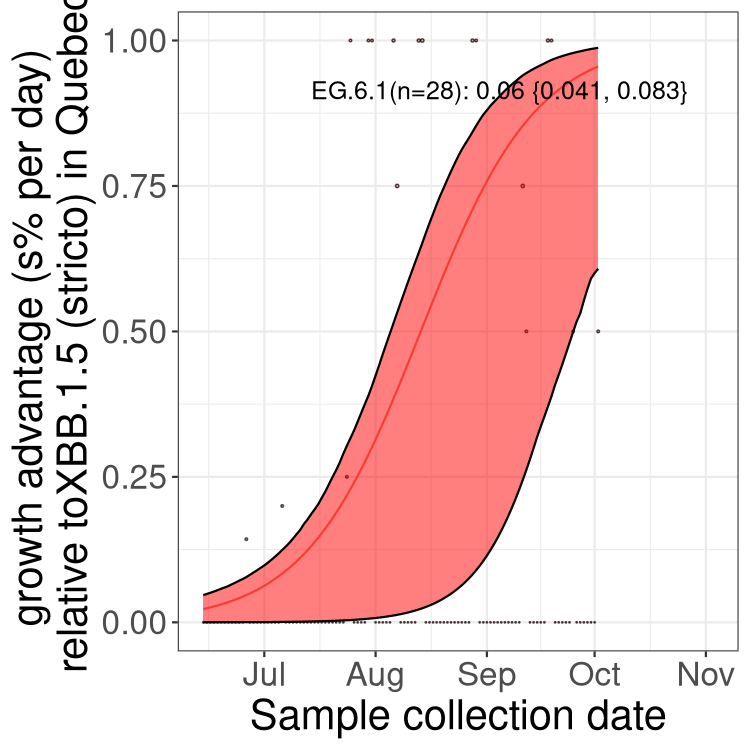 growth advantage (s% per day)
relative toXBB.1.5 (stricto) in Quebec
1.00
0.75
0.50
0.25
0.00
EG.6.1(n=28): 0.06 {0.041, 0.083}
Jul Aug Sep Oct Nov
Sample collection date